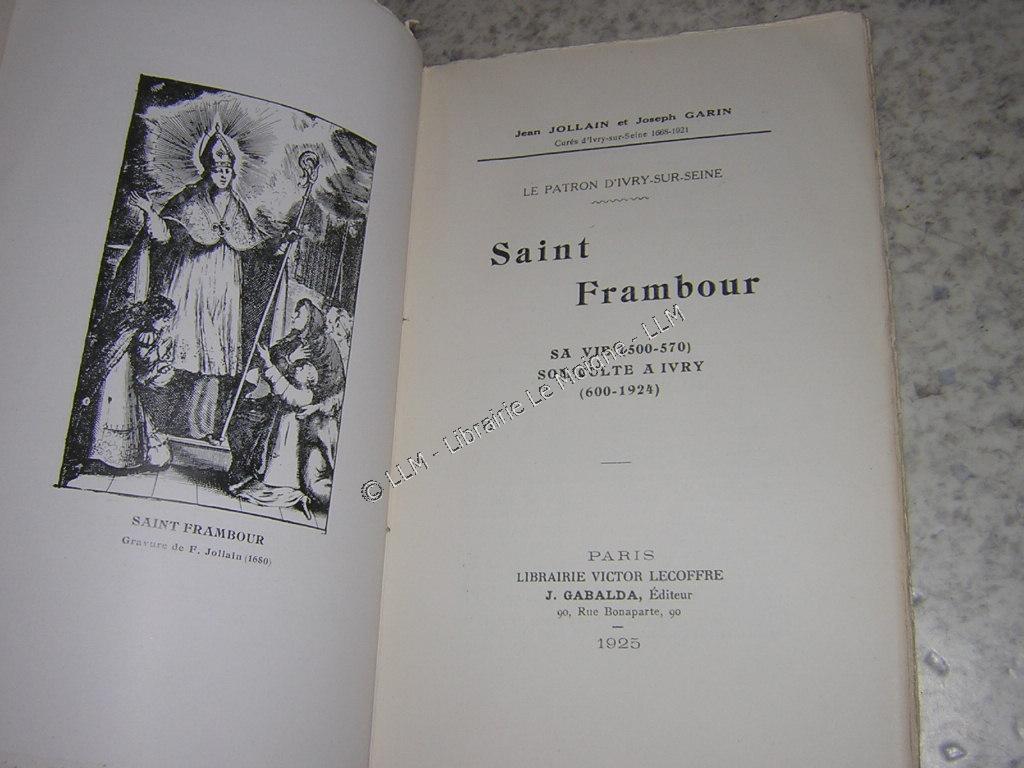 SAINT FRAMBOUR
Gravure de F. Jollain (1680)
Jean JOLLAIN et Joseph GARIN
Curés d'Ivry-sur-Seine 1668-1921
LE PATRON D'IVRY-SUR-SEINE
Saint
Frambour
SA VIE (500-570)
SON CULTE A IVRY
(600-1924)
© LLM - Librairie Le Molone - LLM
PARIS
LIBRAIRIE VICTOR LECOFFRE
J. GABALDA, Éditeur
90, Rue Bonaparte, 90
1925